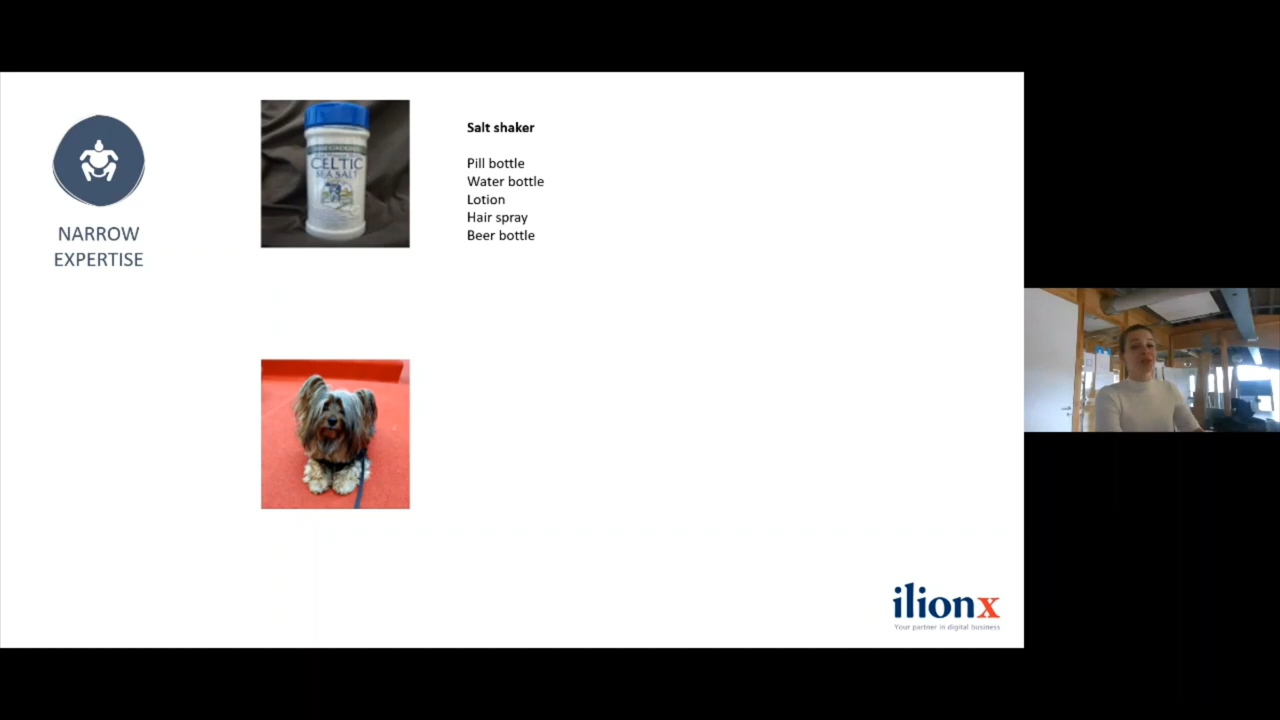 NARROW
EXPERTISE
CELTIC
SEA SALT
Salt shaker
Pill bottle
Water bottle
Lotion
Hair spray
Beer bottle
ilionx
Your partner in digital business